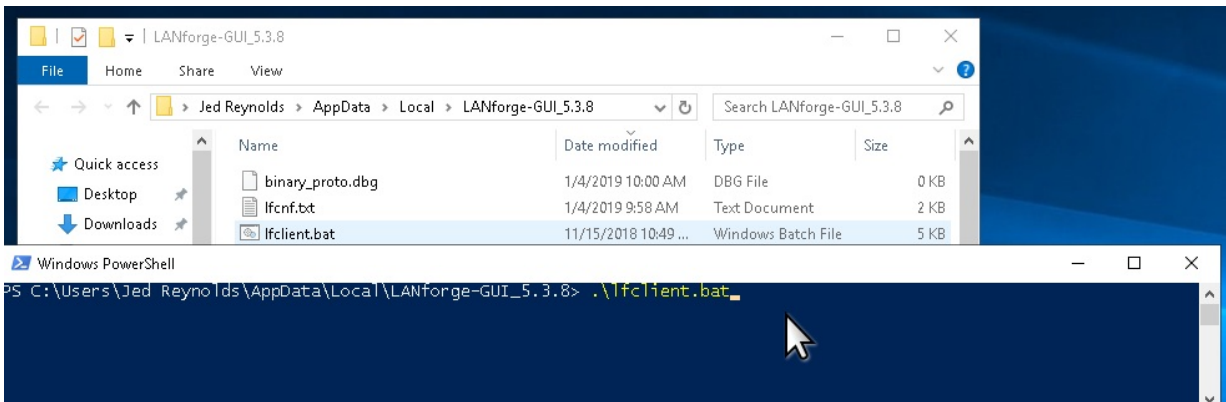 LANforge-GUI_5.3.8
File Home Share View
Jed Reynolds > AppData > Local > LANforge-GUI_5.3.8 Search LANforge-GUI_5.3.8
Name Date modified Type Size
Quick access
binary_proto.dbg 1/4/2019 10:00 AM DBG File 0 KB
Desktop
lfcnf.txt 1/4/2019 9:58 AM Text Document 2 KB
Downloads
lfclient.bat 11/15/2018 10:49 ... Windows Batch File 5 KB
Windows PowerShell
PS C:\Users\Jed Reynolds\AppData\Local\LANforge-GUI_5.3.8> .\lfclient.bat